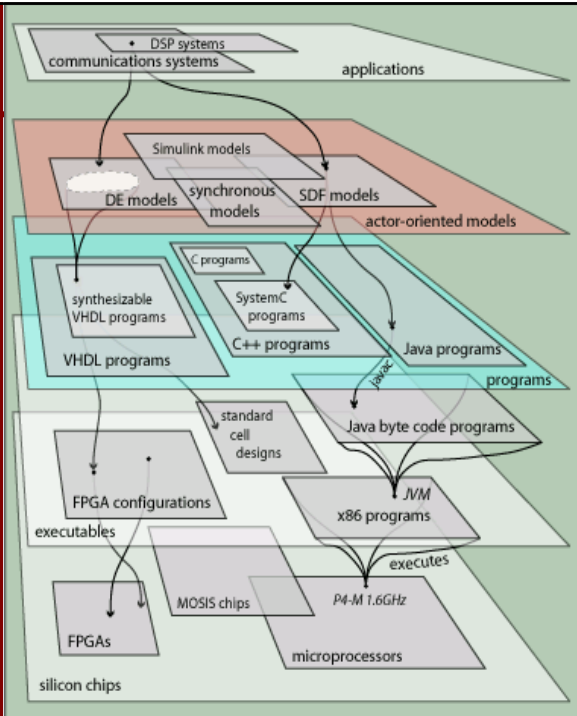 DSP systems
communications systems
applications
Simulink models
DE models
synchronous
models
SDF models
actor-oriented models
C programs
synthesizable
VHDL programs
SystemC
programs
VHDL programs
C++ programs
Java programs
programs
javac
standard
cell
designs
Java byte code programs
FPGA configurations
JVM
x86 programs
executables
executes
MOSIS chips
P4-M 1.6GHz
FPGAs
microprocessors
silicon chips